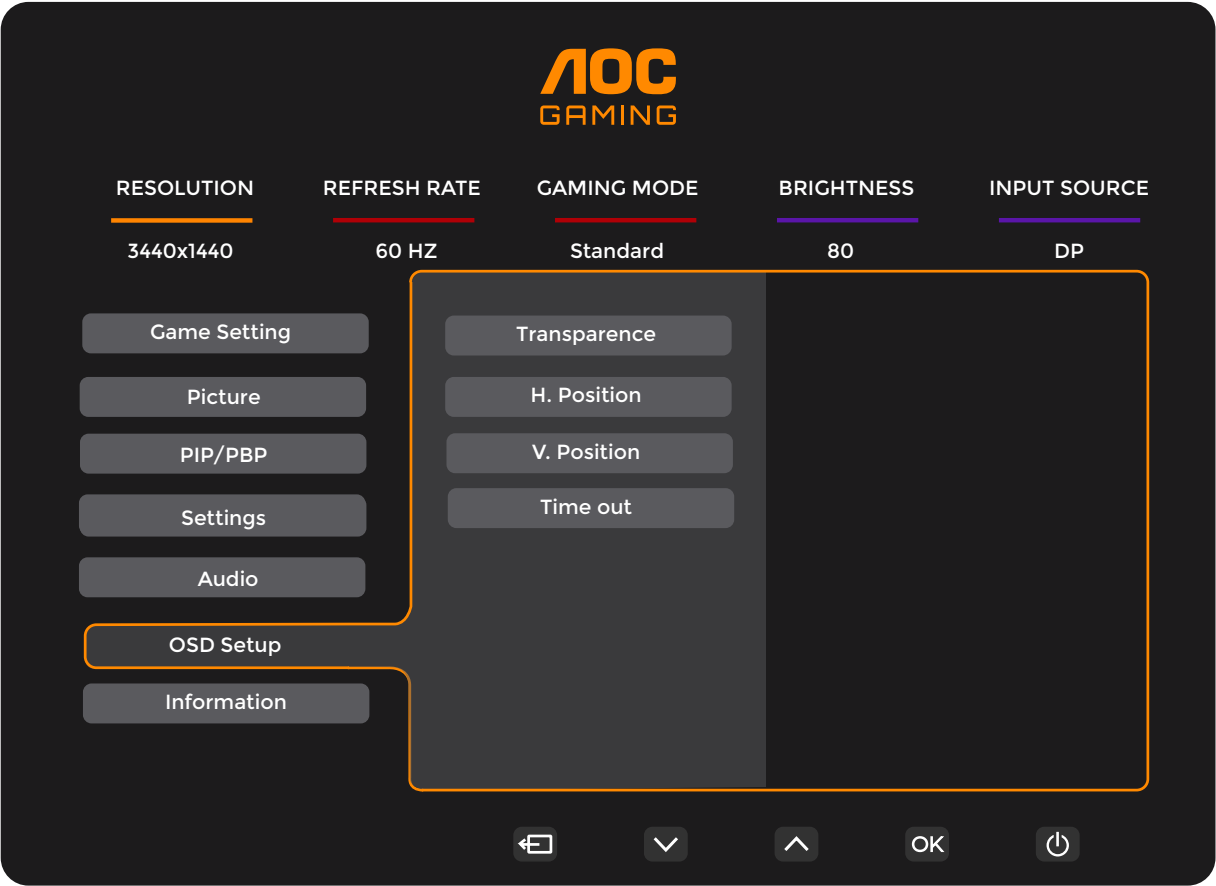 AOC
GAMING
RESOLUTION REFRESH RATE GAMING MODE BRIGHTNESS INPUT SOURCE
3440x1440 60 HZ Standard 80 DP
Game Setting Transparence
Picture H. Position
PIP/PBP V. Position
Settings Time out
Audio
OSD Setup
Information
OK